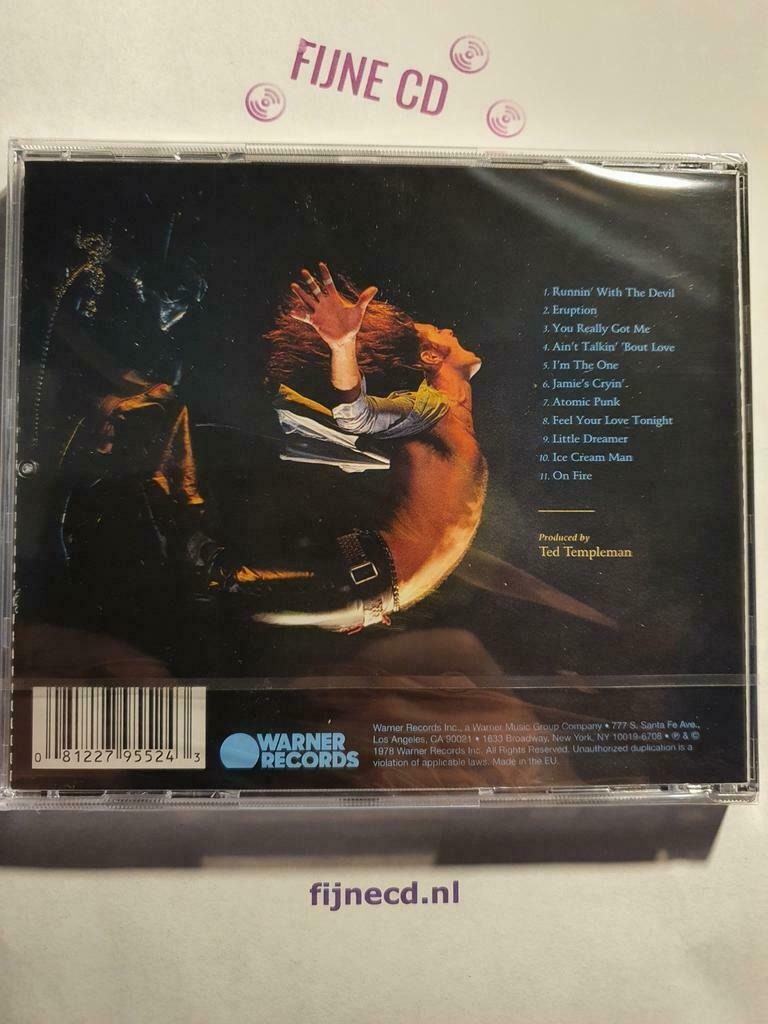 FIJNE CD
1. Runnin' With The Devil
2. Eruption
3. You Really Got Me
4. Ain't Talkin' 'Bout Love
5. I'm The One
6. Jamie's Cryin'
7. Atomic Punk
8. Feel Your Love Tonight
9. Little Dreamer
10. Ice Cream Man
11. On Fire
Produced by
Ted Templeman
0 81227 95524 3
WARNER
RECORDS
Warner Records Inc., a Warner Music Group Company • 777 S. Santa Fe Ave.,
Los Angeles, CA 90021 • 1633 Broadway, New York, NY 10019-6708 • ℗ & ©
1978 Warner Records Inc. All Rights Reserved. Unauthorized duplication is a
violation of applicable laws. Made in the EU.
fijnecd.nl